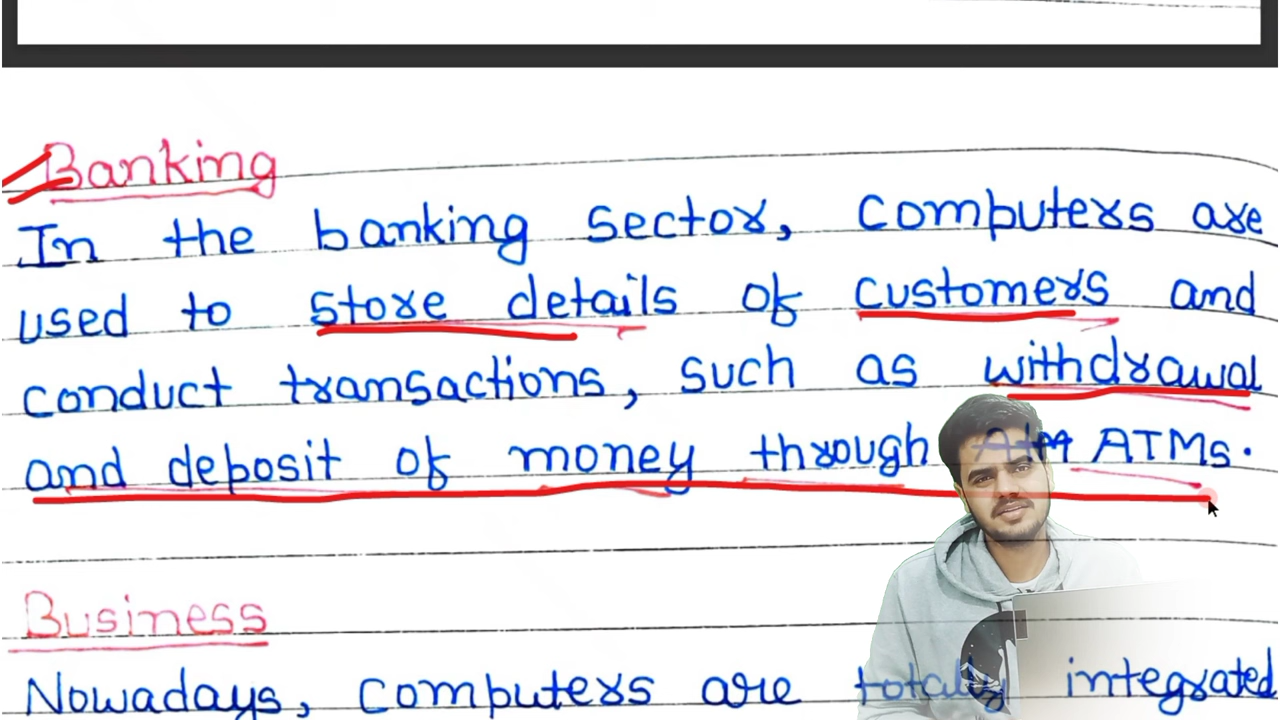 Banking
In the banking sector, computers are
used to store details of customers and
conduct transactions, such as withdrawal
and deposit of money through ATMs.
Business
Nowadays, computers are totally integrated